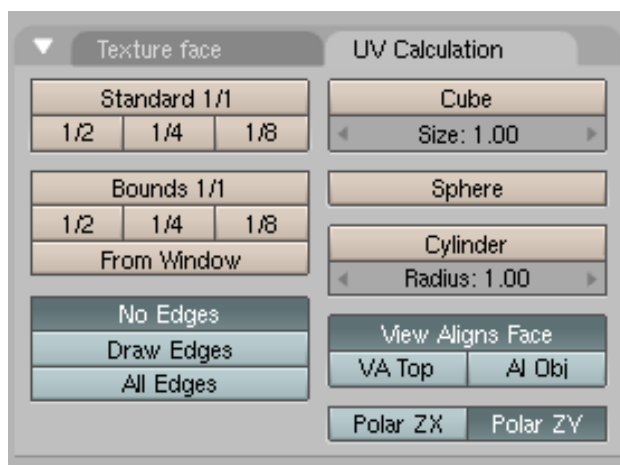 Texture face UV Calculation
Standard 1/1
1/2 1/4 1/8
Bounds 1/1
1/2 1/4 1/8
From Window
No Edges
Draw Edges
All Edges
Cube
Size: 1.00
Sphere
Cylinder
Radius: 1.00
View Aligns Face
VA Top Al Obj
Polar ZX Polar ZY